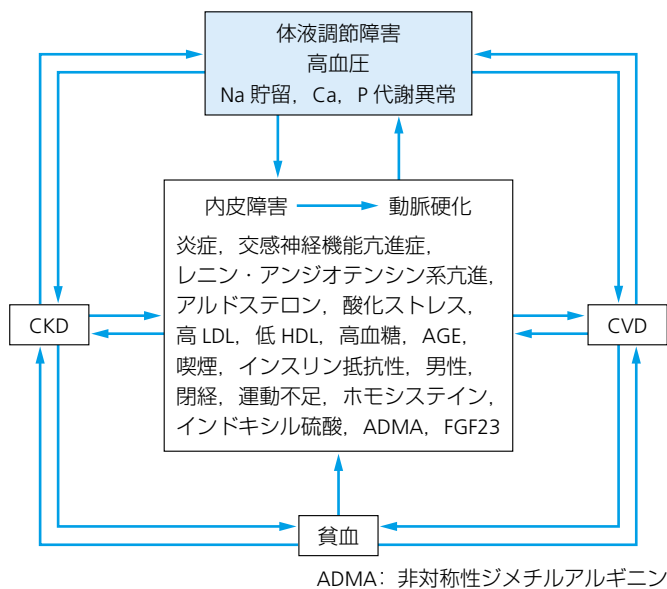 体液調節障害
高血圧
Na 貯留，Ca，P 代謝異常
内皮障害 動脈硬化
炎症，交感神経機能亢進症，
レニン・アンジオテンシン系亢進，
アルドステロン，酸化ストレス，
高 LDL，低 HDL，高血糖，AGE，
喫煙，インスリン抵抗性，男性，
閉経，運動不足，ホモシステイン，
インドキシル硫酸，ADMA，FGF23
CKD
CVD
貧血
ADMA：非対称性ジメチルアルギニン